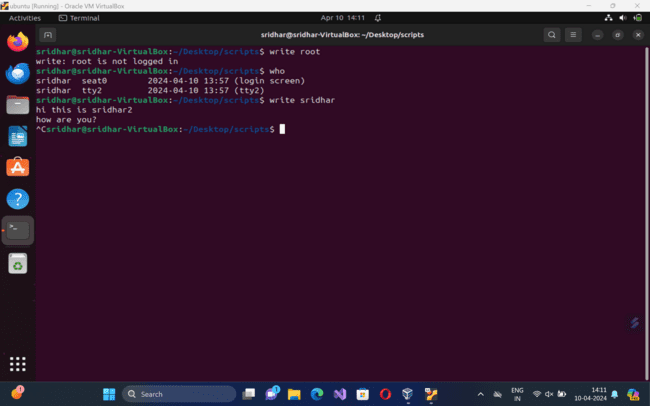 ubuntu [Running] - Oracle VM VirtualBox
Activities
Terminal
Apr 10 14:11
sridhar@sridhar-VirtualBox: ~/Desktop/scripts
sridhar@sridhar-VirtualBox:~/Desktop/scripts$ write root
write: root is not logged in
sridhar@sridhar-VirtualBox:~/Desktop/scripts$ who
sridhar  seat0        2024-04-10 13:57 (login screen)
sridhar  tty2         2024-04-10 13:57 (tty2)
sridhar@sridhar-VirtualBox:~/Desktop/scripts$ write sridhar
hi this is sridhar2
how are you?
^Csridhar@sridhar-VirtualBox:~/Desktop/scripts$
Search
ENG
IN
14:11
10-04-2024